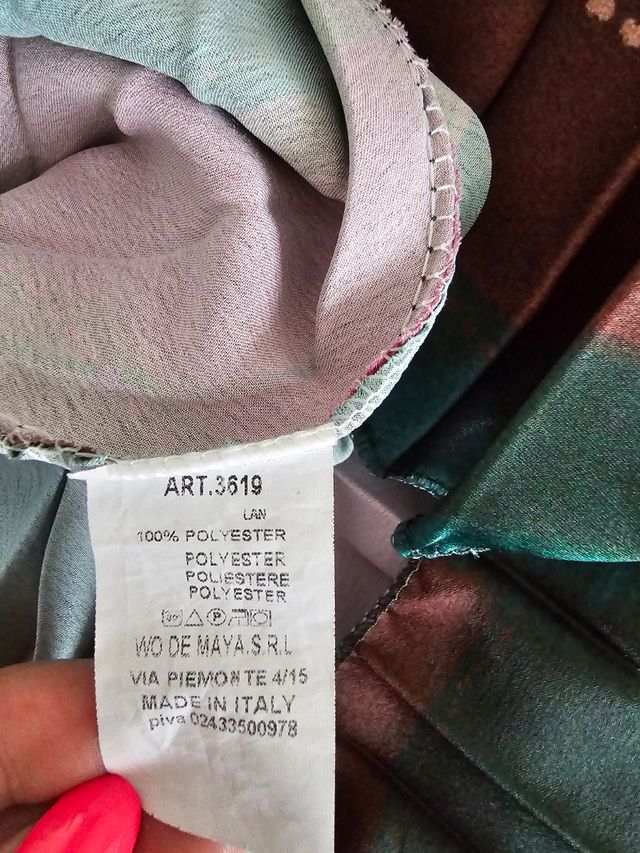 ART.3619
LAN
100% POLYESTER
POLYESTER
POLIESTERE
POLYESTER
WO DE MAYA.S.R.L
VIA PIEMONTE 4/15
MADE IN ITALY
piva 02433500978